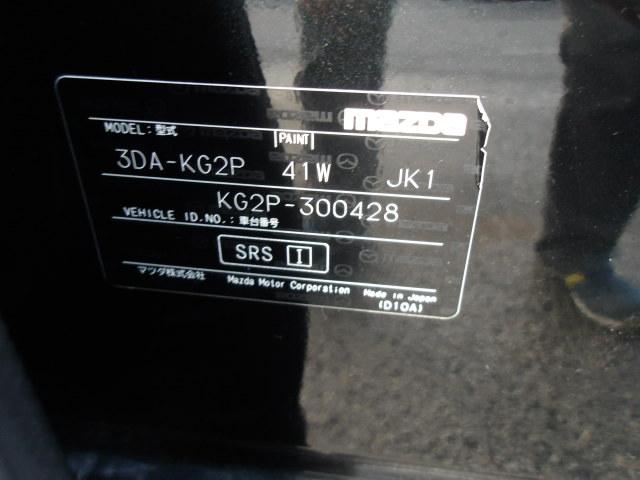 mazda
MODEL: 型式 PAINT
3DA-KG2P 41W JK1
KG2P-300428
VEHICLE ID.NO.: 車台番号
SRS I
マツダ株式会社 Mazda Motor Corporation Made in Japan
(D10A)